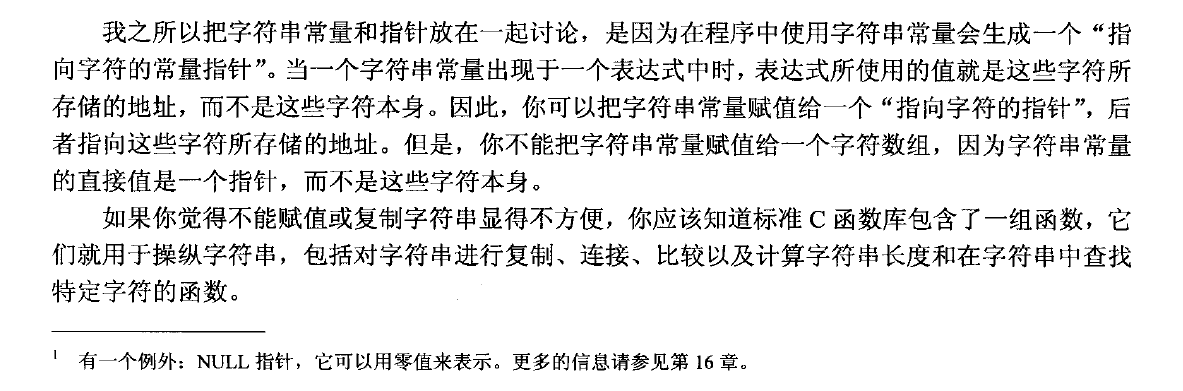 我之所以把字符串常量和指针放在一起讨论，是因为在程序中使用字符串常量会生成一个“指
向字符的常量指针”。当一个字符串常量出现于一个表达式中时，表达式所使用的值就是这些字符所
存储的地址，而不是这些字符本身。因此，你可以把字符串常量赋值给一个“指向字符的指针”，后
者指向这些字符所存储的地址。但是，你不能把字符串常量赋值给一个字符数组，因为字符串常量
的直接值是一个指针，而不是这些字符本身。
如果你觉得不能赋值或复制字符串显得不方便，你应该知道标准 C 函数库包含了一组函数，它
们就用于操纵字符串，包括对字符串进行复制、连接、比较以及计算字符串长度和在字符串中查找
特定字符的函数。
1 有一个例外：NULL 指针，它可以用零值来表示。更多的信息请参见第 16 章。